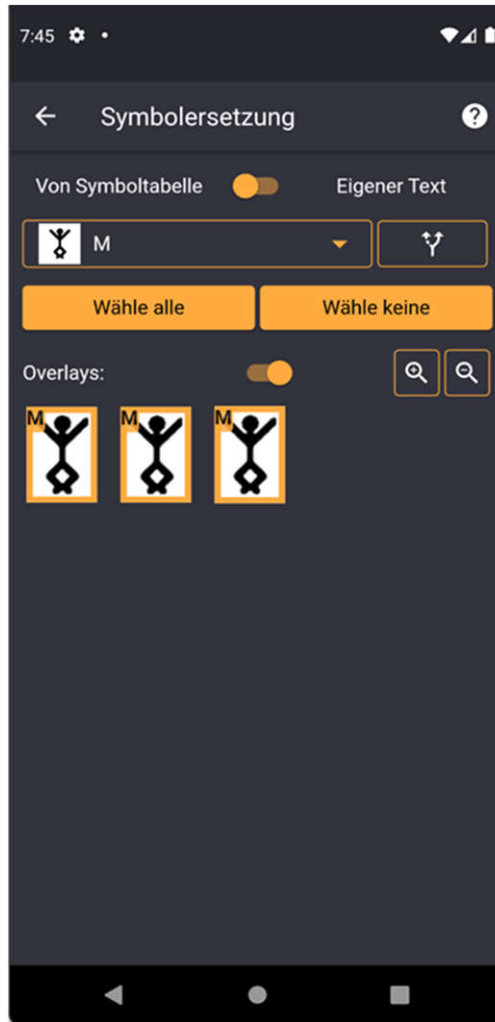 7:45
Symbolersetzung
Von Symboltabelle Eigener Text
M
Wähle alle Wähle keine
Overlays:
M M M